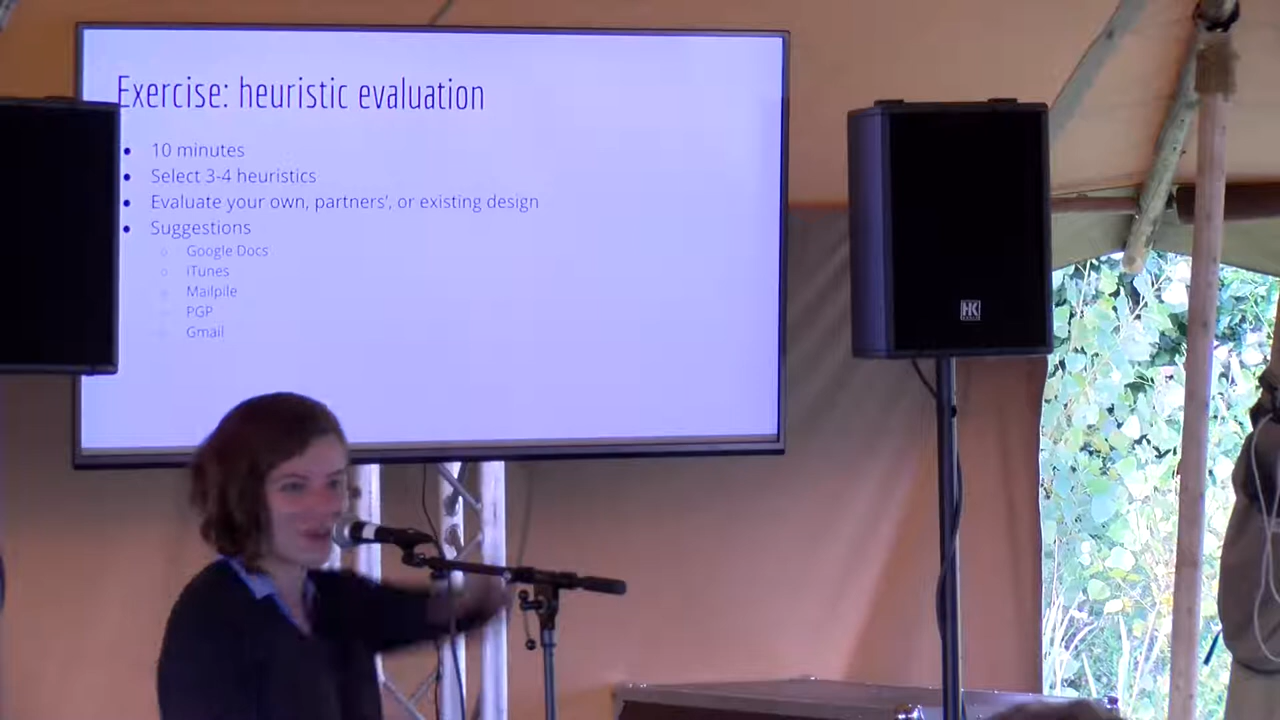 Exercise: heuristic evaluation
10 minutes
Select 3-4 heuristics
Evaluate your own, partners', or existing design
Suggestions
Google Docs
iTunes
Mailpile
PGP
Gmail
HK